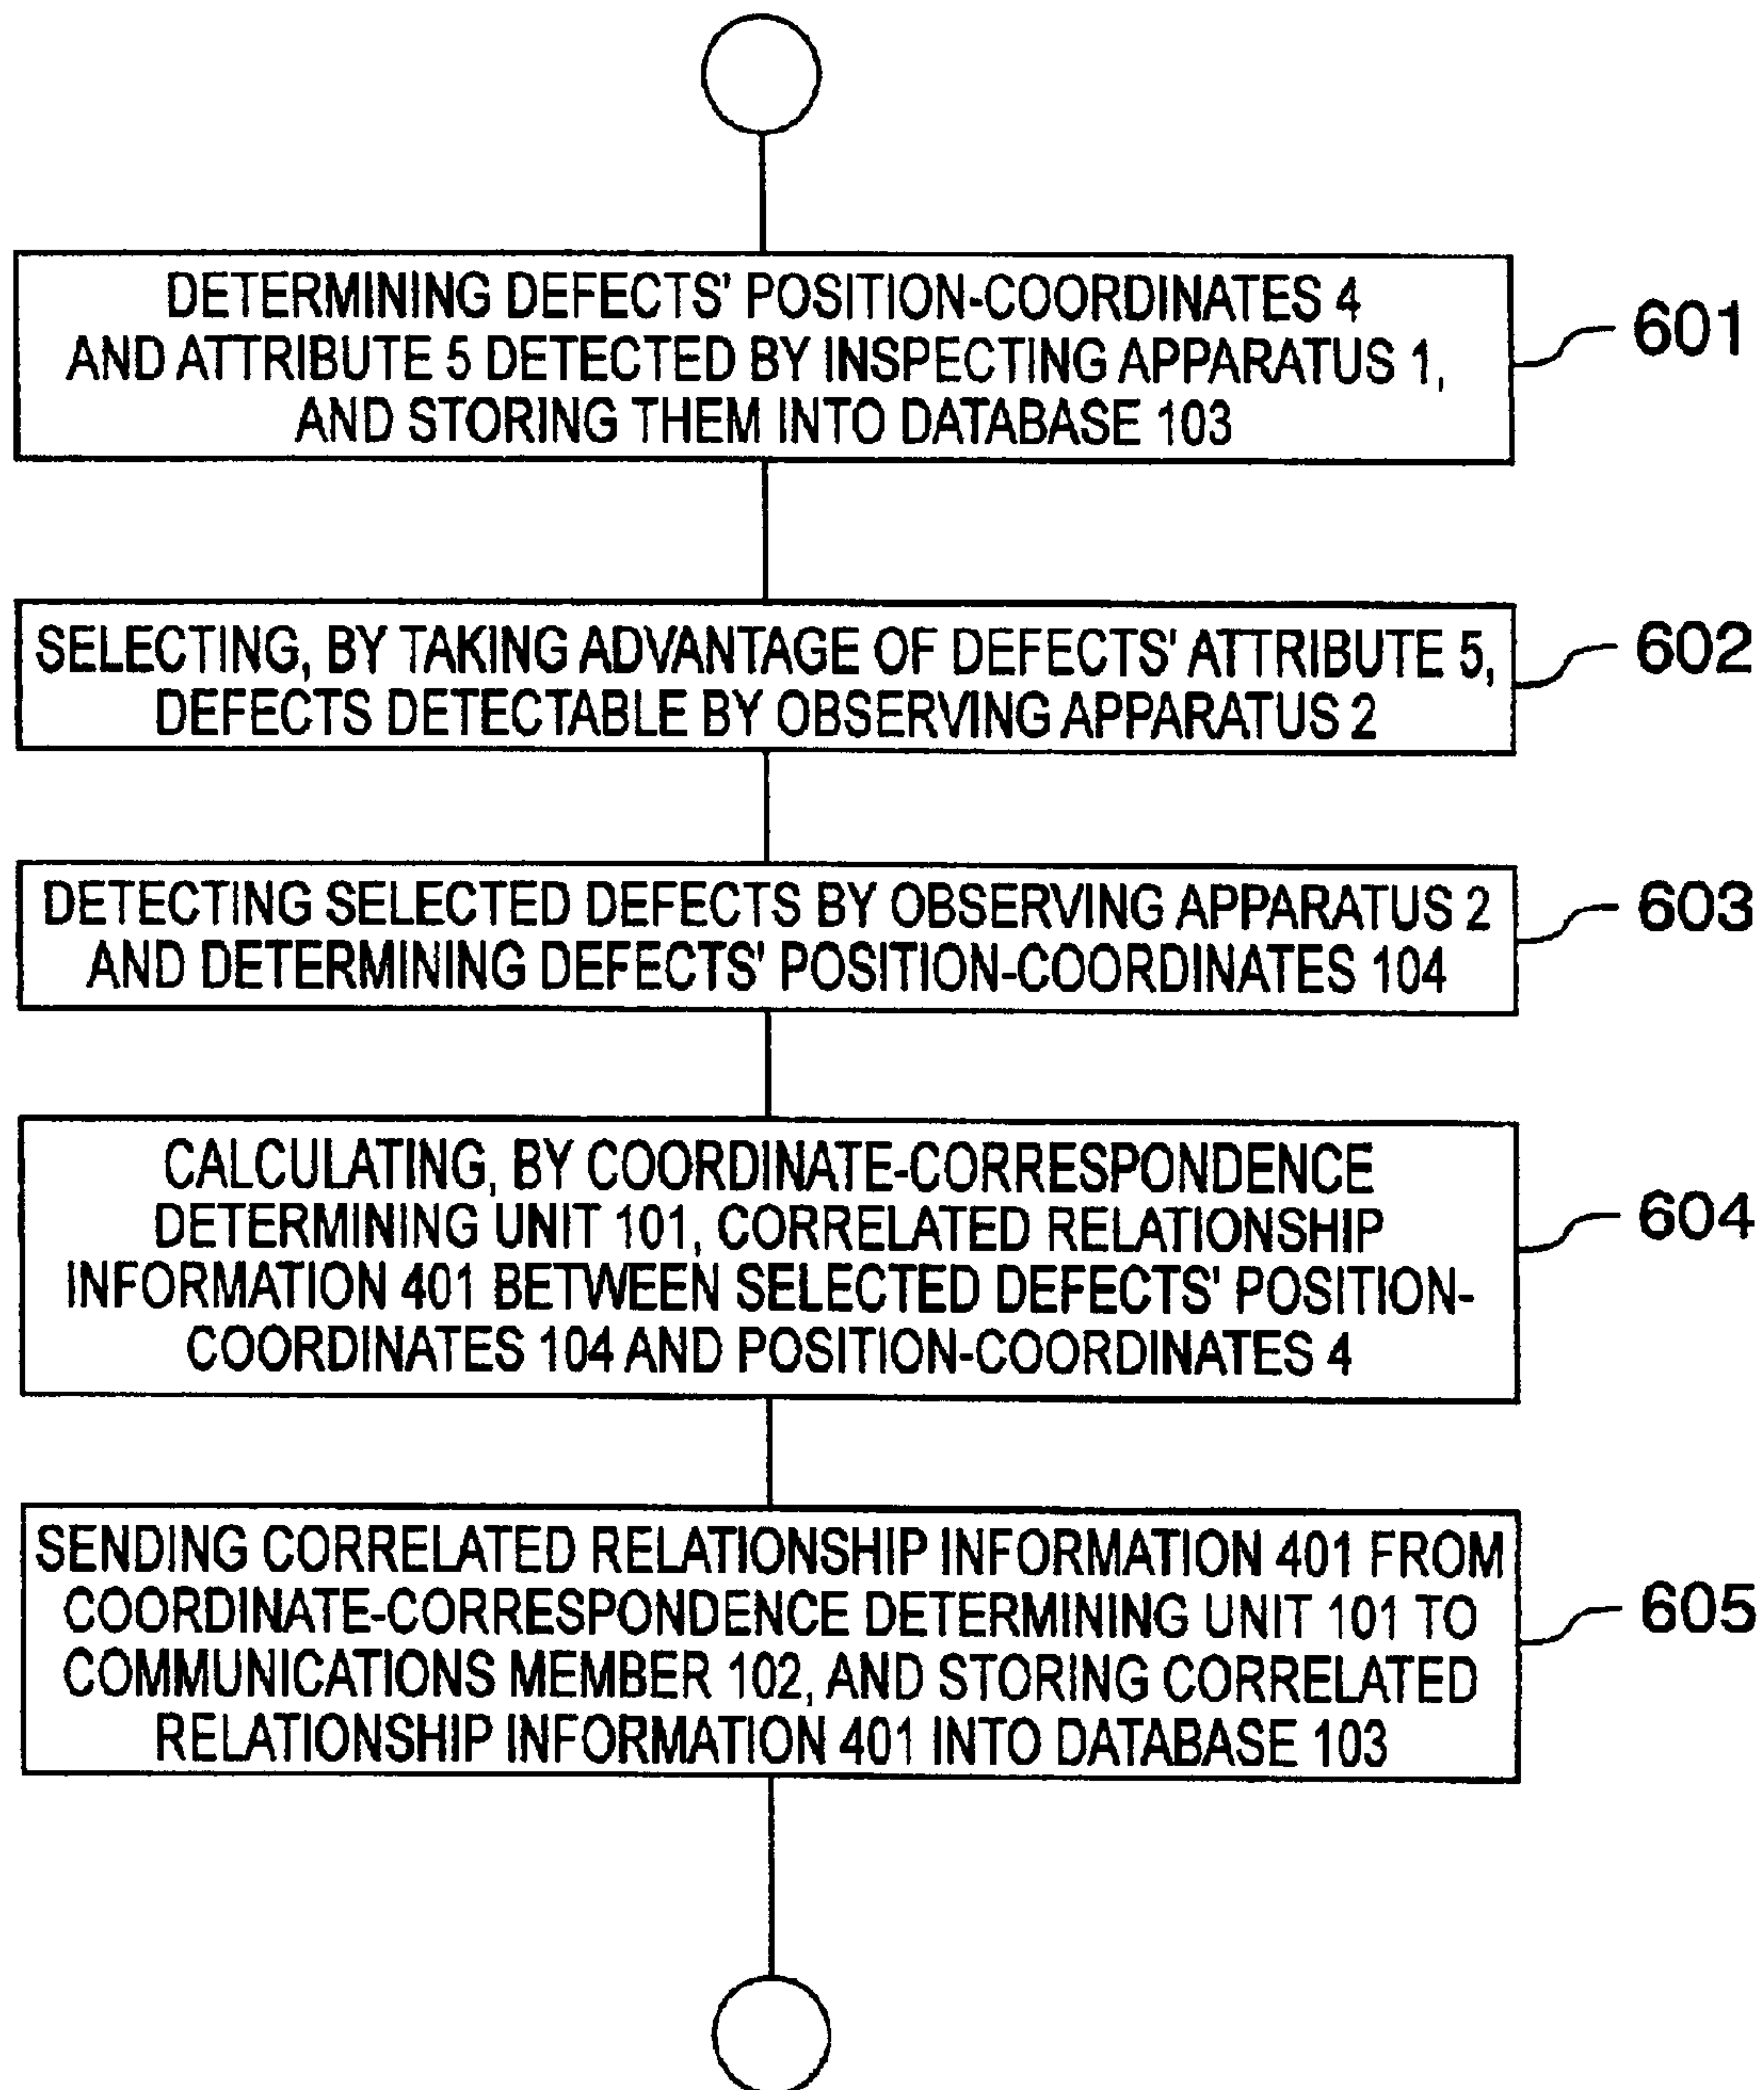 DETERMINING DEFECTS' POSITION-COORDINATES 4
AND ATTRIBUTE 5 DETECTED BY INSPECTING APPARATUS 1,
AND STORING THEM INTO DATABASE 103
601
SELECTING, BY TAKING ADVANTAGE OF DEFECTS' ATTRIBUTE 5,
DEFECTS DETECTABLE BY OBSERVING APPARATUS 2
602
DETECTING SELECTED DEFECTS BY OBSERVING APPARATUS 2
AND DETERMINING DEFECTS' POSITION-COORDINATES 104
603
CALCULATING, BY COORDINATE-CORRESPONDENCE
DETERMINING UNIT 101, CORRELATED RELATIONSHIP
INFORMATION 401 BETWEEN SELECTED DEFECTS' POSITION-
COORDINATES 104 AND POSITION-COORDINATES 4
604
SENDING CORRELATED RELATIONSHIP INFORMATION 401 FROM
COORDINATE-CORRESPONDENCE DETERMINING UNIT 101 TO
COMMUNICATIONS MEMBER 102, AND STORING CORRELATED
RELATIONSHIP INFORMATION 401 INTO DATABASE 103
605